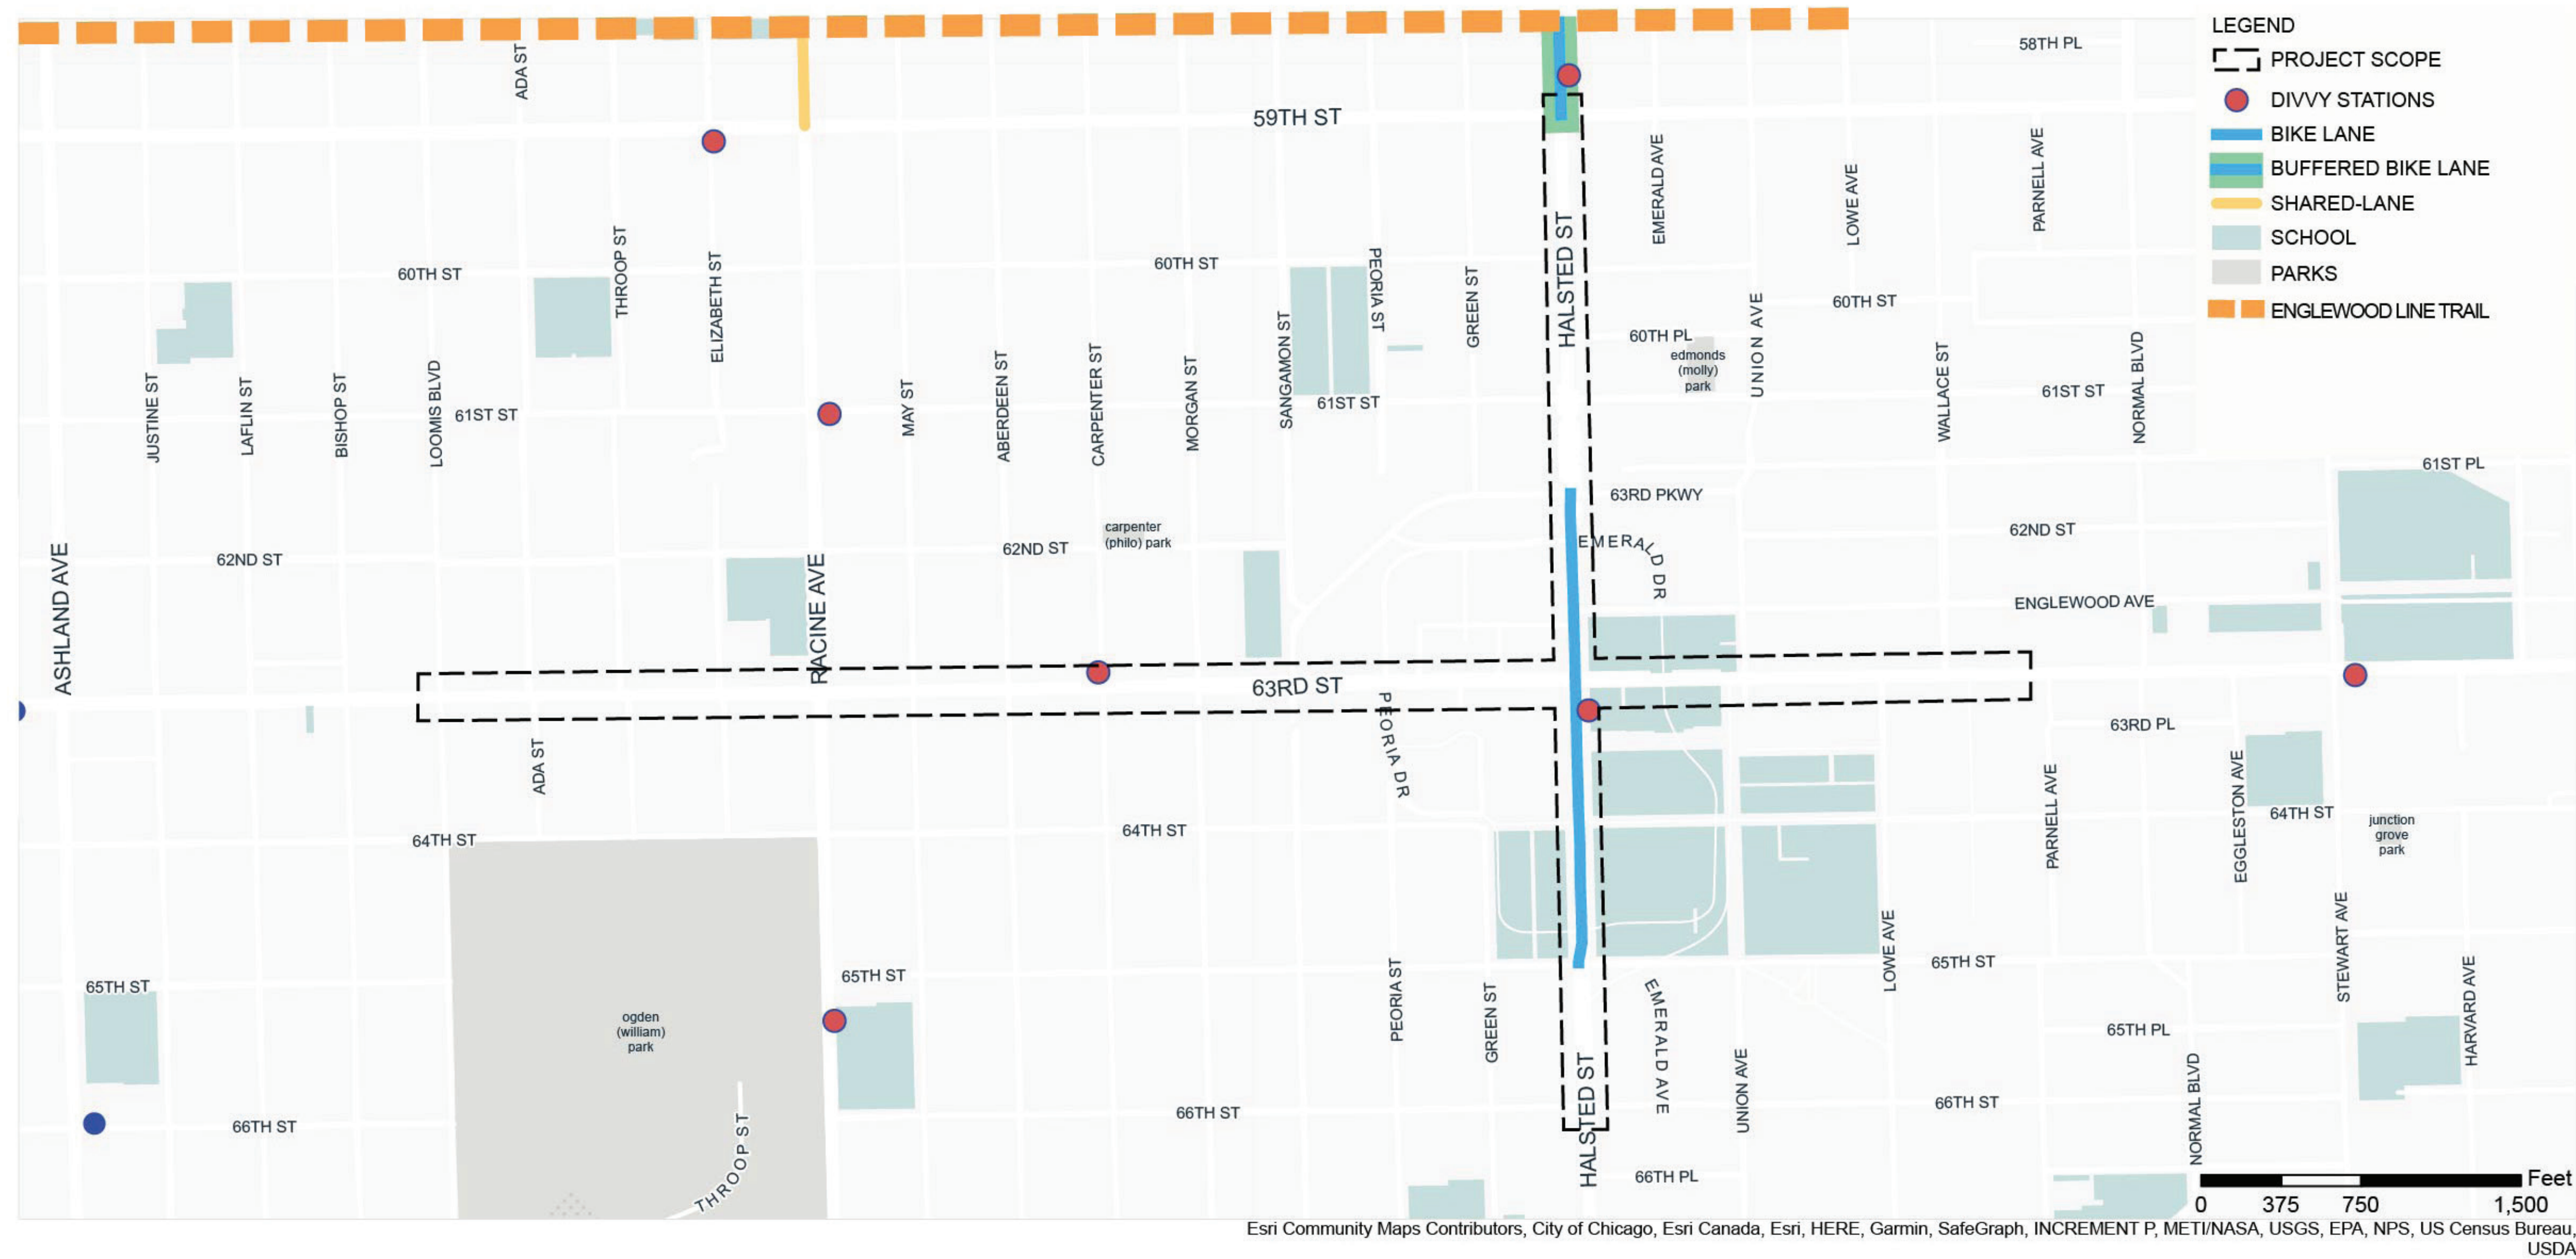 LEGEND
PROJECT SCOPE
DIVVY STATIONS
BIKE LANE
BUFFERED BIKE LANE
SHARED-LANE
SCHOOL
PARKS
ENGLEWOOD LINE TRAIL
58TH PL
ADA ST
59TH ST
EMERALD AVE
LOWE AVE
PARNELL AVE
60TH ST
THROOP ST
ELIZABETH ST
60TH ST
PEORIA ST
GREEN ST
HALSTED ST
60TH PL
edmonds
(molly)
park
UNION AVE
60TH ST
WALLACE ST
61ST ST
NORMAL BLVD
JUSTINE ST
LAFLIN ST
BISHOP ST
LOOMIS BLVD
61ST ST
MAY ST
ABERDEEN ST
CARPENTER ST
MORGAN ST
SANGAMON ST
61ST ST
61ST PL
63RD PKWY
EMERALD DR
62ND ST
ASHLAND AVE
62ND ST
RACINE AVE
62ND ST
carpenter
(philo) park
ENGLEWOOD AVE
63RD ST
PEORIA DR
63RD PL
ADA ST
64TH ST
64TH ST
PARNELL AVE
EGGLESTON AVE
64TH ST
junction
grove
park
65TH ST
65TH ST
ogden
(william)
park
PEORIA ST
GREEN ST
EMERALD AVE
LOWE AVE
65TH ST
STEWART AVE
HARVARD AVE
65TH PL
66TH ST
THROOP ST
66TH ST
HALSTED ST
UNION AVE
66TH ST
NORMAL BLVD
66TH PL
Feet
0 375 750 1,500
Esri Community Maps Contributors, City of Chicago, Esri Canada, Esri, HERE, Garmin, SafeGraph, INCREMENT P, METI/NASA, USGS, EPA, NPS, US Census Bureau,
USDA